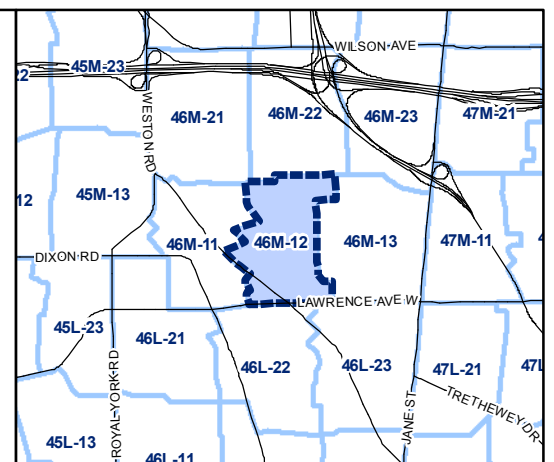 WILSON AVE
45M-23
22
WESTON RD
46M-21
46M-22
46M-23
47M-21
12
45M-13
46M-11
46M-12
46M-13
47M-11
4
DIXON RD
LAWRENCE AVE W
45L-23
46L-21
46L-22
46L-23
47L-21
47L
ROYAL YORK RD
JANE ST
TRETHEWEY DR
45L-13
46L-11